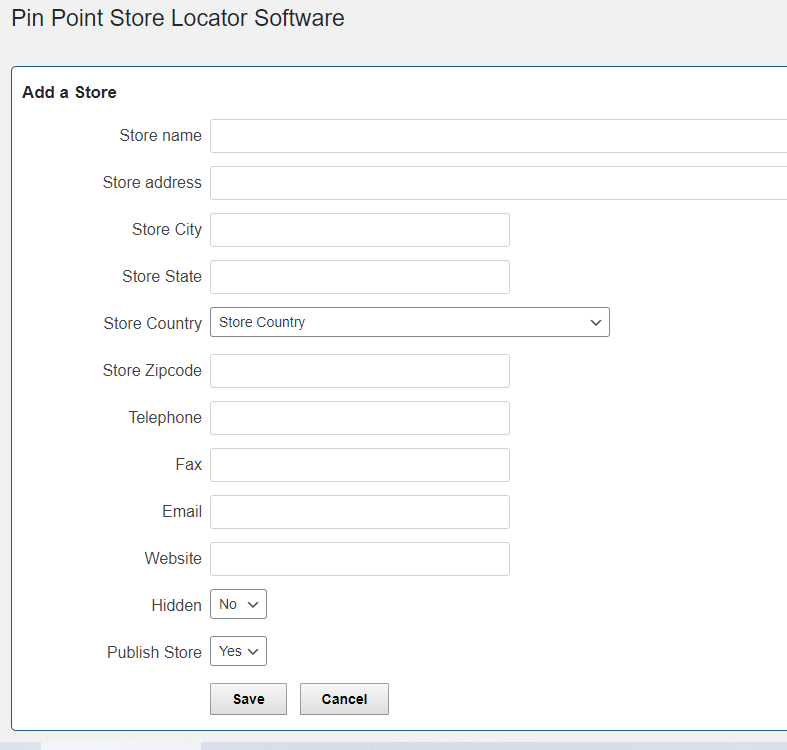 Pin Point Store Locator Software
Add a Store
Store name
Store address
Store City
Store State
Store Country Store Country
Store Zipcode
Telephone
Fax
Email
Website
Hidden No
Publish Store Yes
Save Cancel